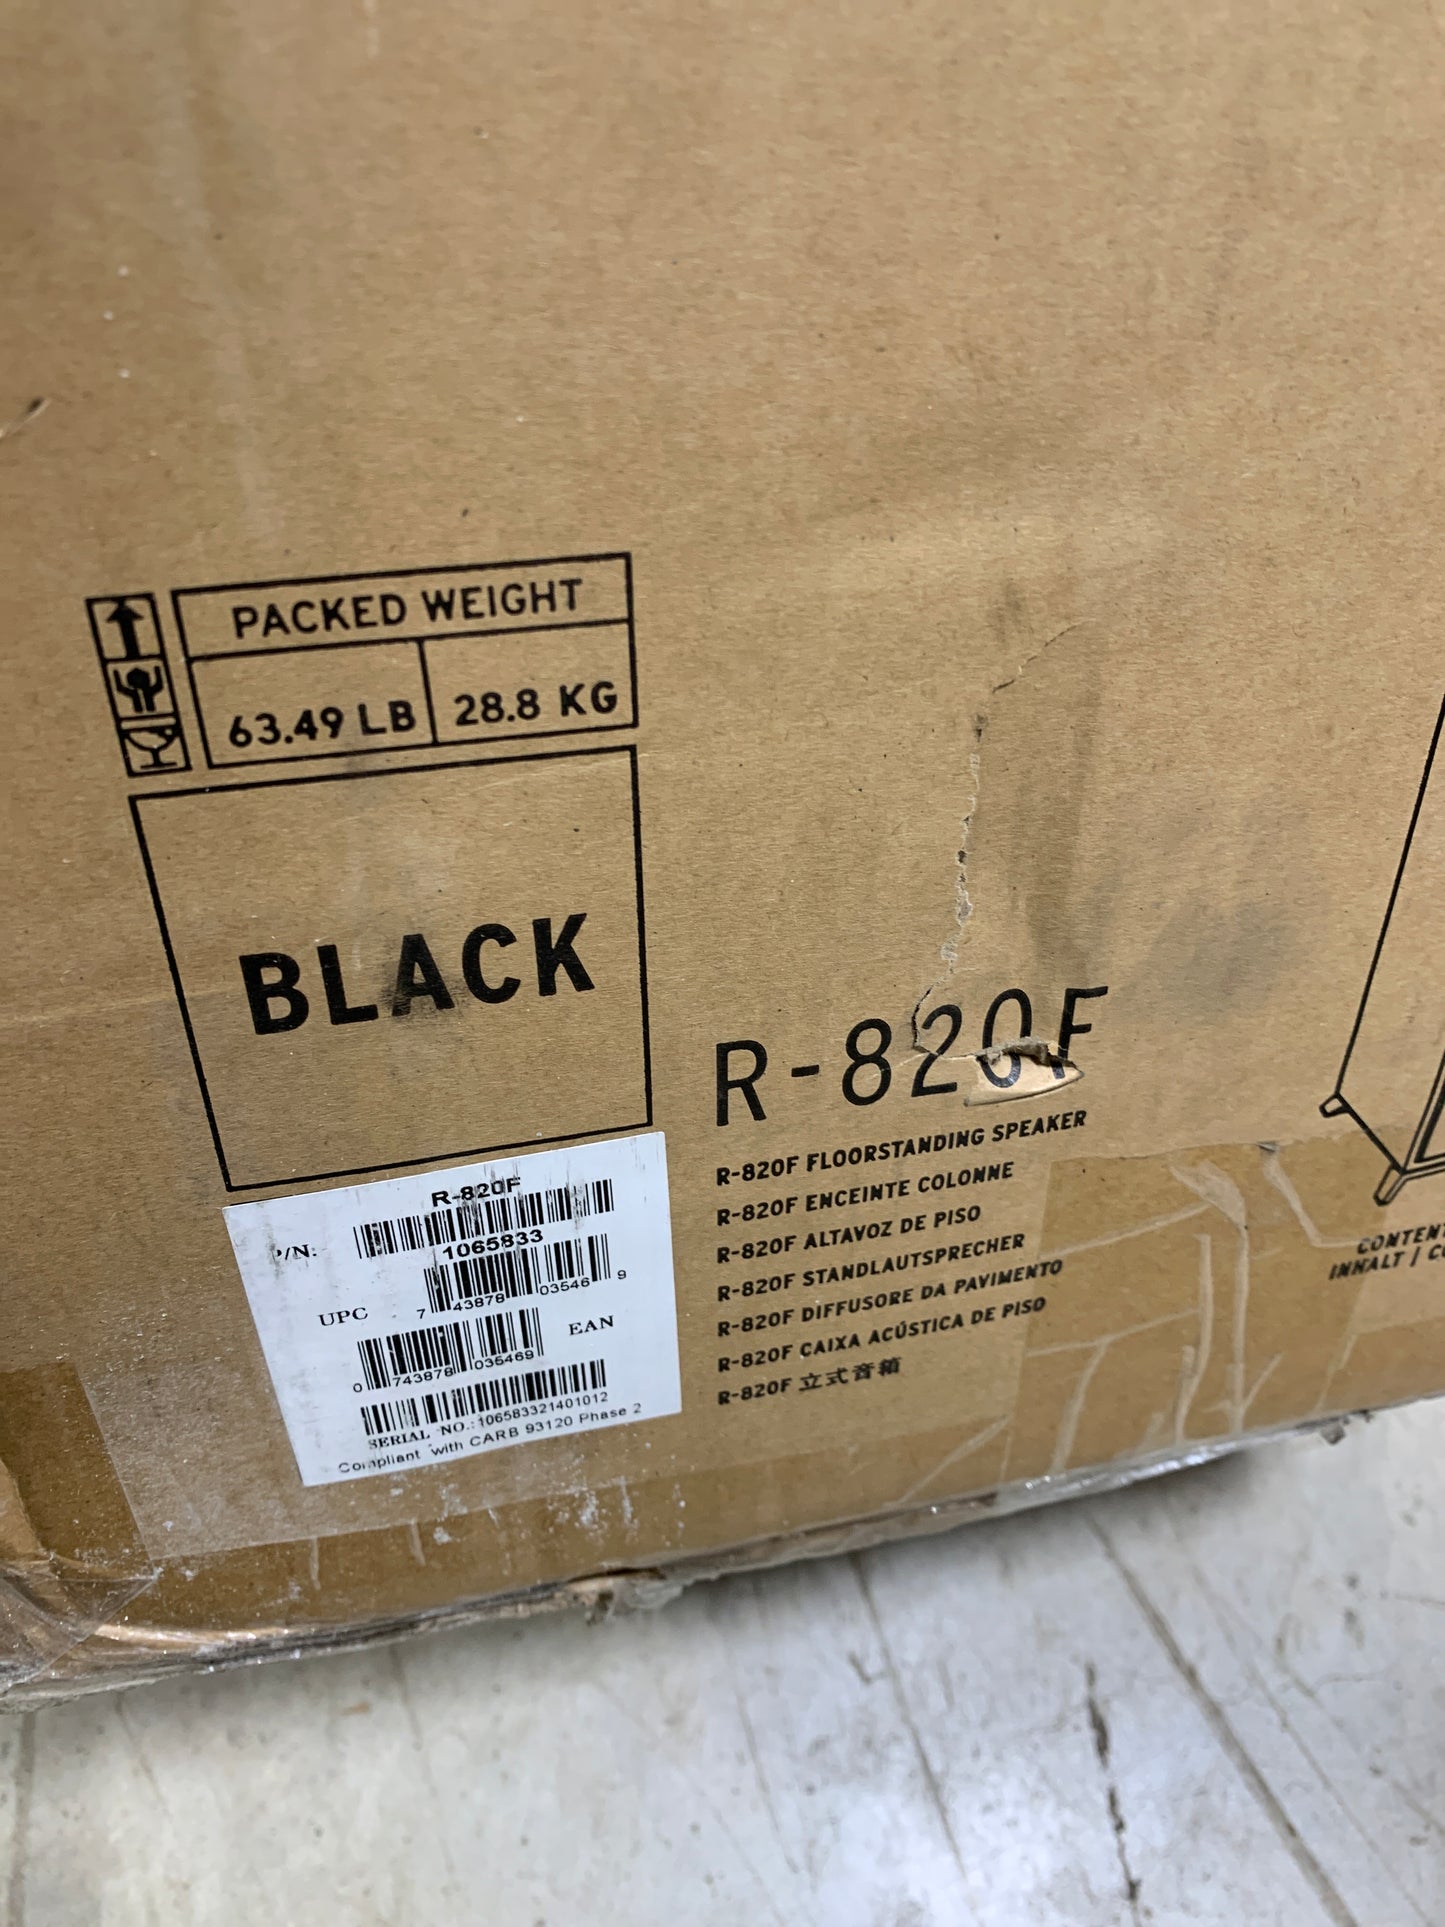 PACKED WEIGHT
63.49 LB 28.8 KG
BLACK
R-820F
R-820F FLOORSTANDING SPEAKER
R-820F ENCEINTE COLONNE
R-820F ALTAVOZ DE PISO
R-820F STANDLAUTSPRECHER
R-820F DIFFUSORE DA PAVIMENTO
R-820F CAIXA ACÚSTICA DE PISO
R-820F 立式音箱
R-820F
P/N:
1065833
UPC 7 43878 03546 9
EAN
0 743878 035469
SERIAL NO.:106583321401012
Compliant with CARB 93120 Phase 2
INHALT /